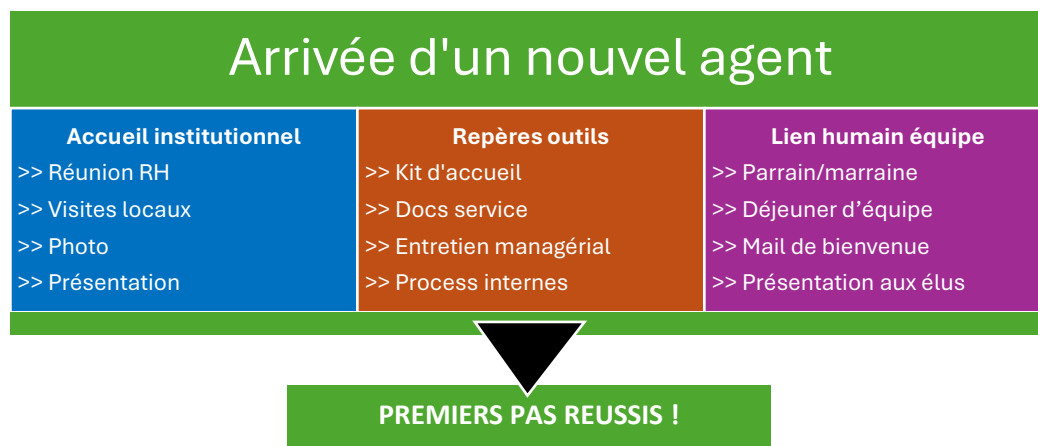 Arrivée d'un nouvel agent
Accueil institutionnel
>> Réunion RH
>> Visites locaux
>> Photo
>> Présentation
Repères outils
>> Kit d'accueil
>> Docs service
>> Entretien managérial
>> Process internes
Lien humain équipe
>> Parrain/marraine
>> Déjeuner d’équipe
>> Mail de bienvenue
>> Présentation aux élus
PREMIERS PAS REUSSIS !